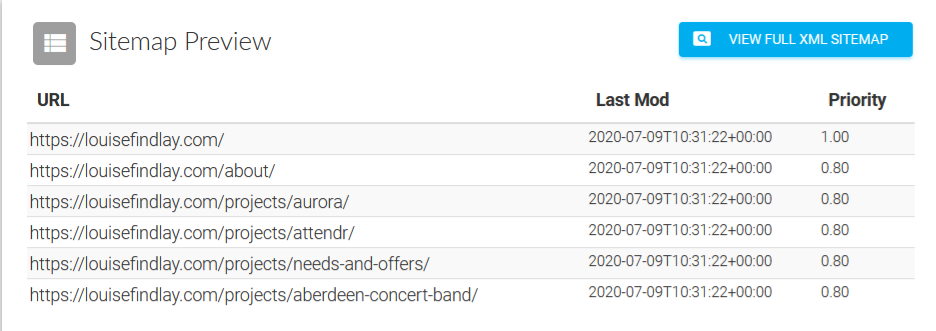 Sitemap Preview
VIEW FULL XML SITEMAP
URL Last Mod Priority
https://louisefindlay.com/ 2020-07-09T10:31:22+00:00 1.00
https://louisefindlay.com/about/ 2020-07-09T10:31:22+00:00 0.80
https://louisefindlay.com/projects/aurora/ 2020-07-09T10:31:22+00:00 0.80
https://louisefindlay.com/projects/attendr/ 2020-07-09T10:31:22+00:00 0.80
https://louisefindlay.com/projects/needs-and-offers/ 2020-07-09T10:31:22+00:00 0.80
https://louisefindlay.com/projects/aberdeen-concert-band/ 2020-07-09T10:31:22+00:00 0.80